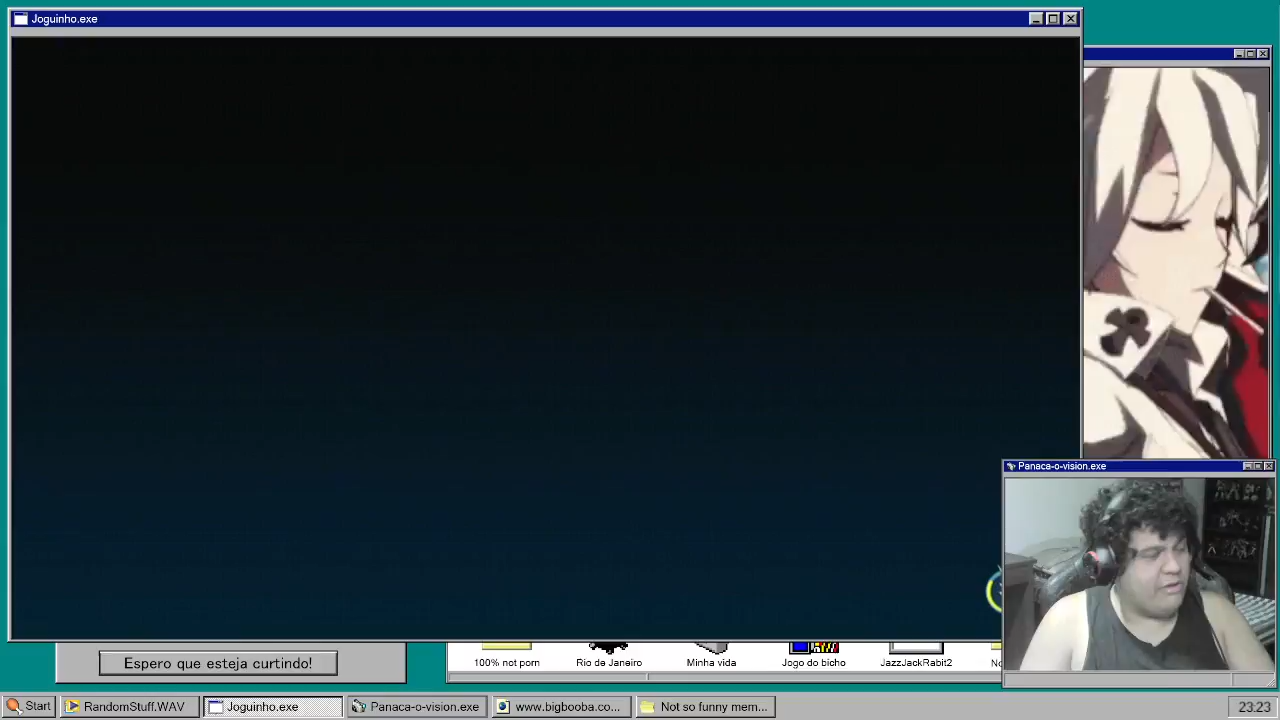 Joguinho.exe
Panaca-o-vision.exe
Espero que esteja curtindo!
100% not porn
Rio de Janeiro
Minha vida
Jogo do bicho
JazzJackRabit2
Start
RandomStuff.WAV
Joguinho.exe
Panaca-o-vision.exe
www.bigbooba.co...
Not so funny mem...
23:23